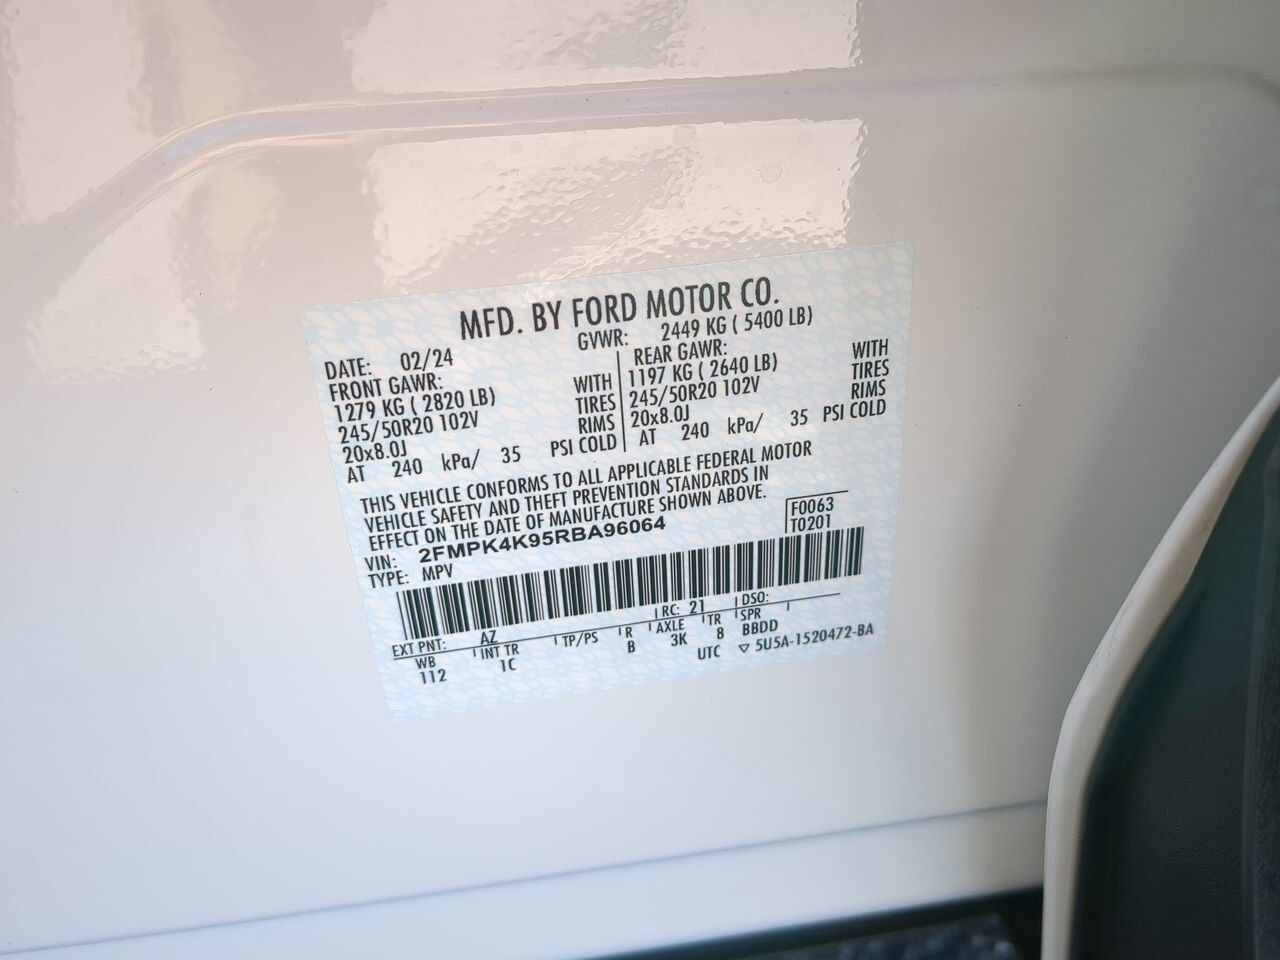 MFD. BY FORD MOTOR CO.
DATE: 02/24 GVWR: 2449 KG ( 5400 LB)
FRONT GAWR: WITH
1279 KG ( 2820 LB) TIRES
245/50R20 102V RIMS
20x8.0J
AT 240 kPa/ 35 PSI COLD
REAR GAWR: WITH
1197 KG ( 2640 LB) TIRES
245/50R20 102V RIMS
20x8.0J
AT 240 kPa/ 35 PSI COLD
THIS VEHICLE CONFORMS TO ALL APPLICABLE FEDERAL MOTOR
VEHICLE SAFETY AND THEFT PREVENTION STANDARDS IN
EFFECT ON THE DATE OF MANUFACTURE SHOWN ABOVE.
VIN: 2FMPK4K95RBA96064
TYPE: MPV
F0063
T0201
EXT PNT: AZ RC: 21 DSO:
WB INT TR TP/PS R AXLE TR SPR
112 1C B 3K 8 BBDD
UTC ▽ 5U5A-1520472-BA